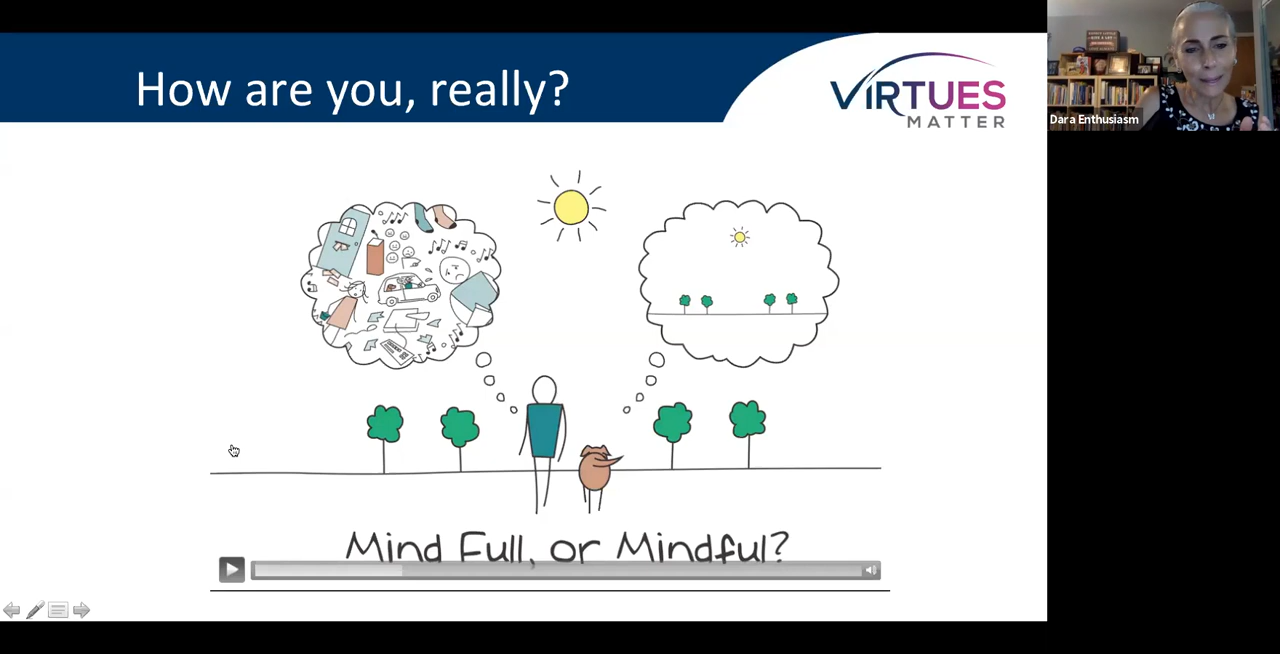 How are you, really?
VIRTUES
MATTER
Dara Enthusiasm
Mind Full, or Mindful?